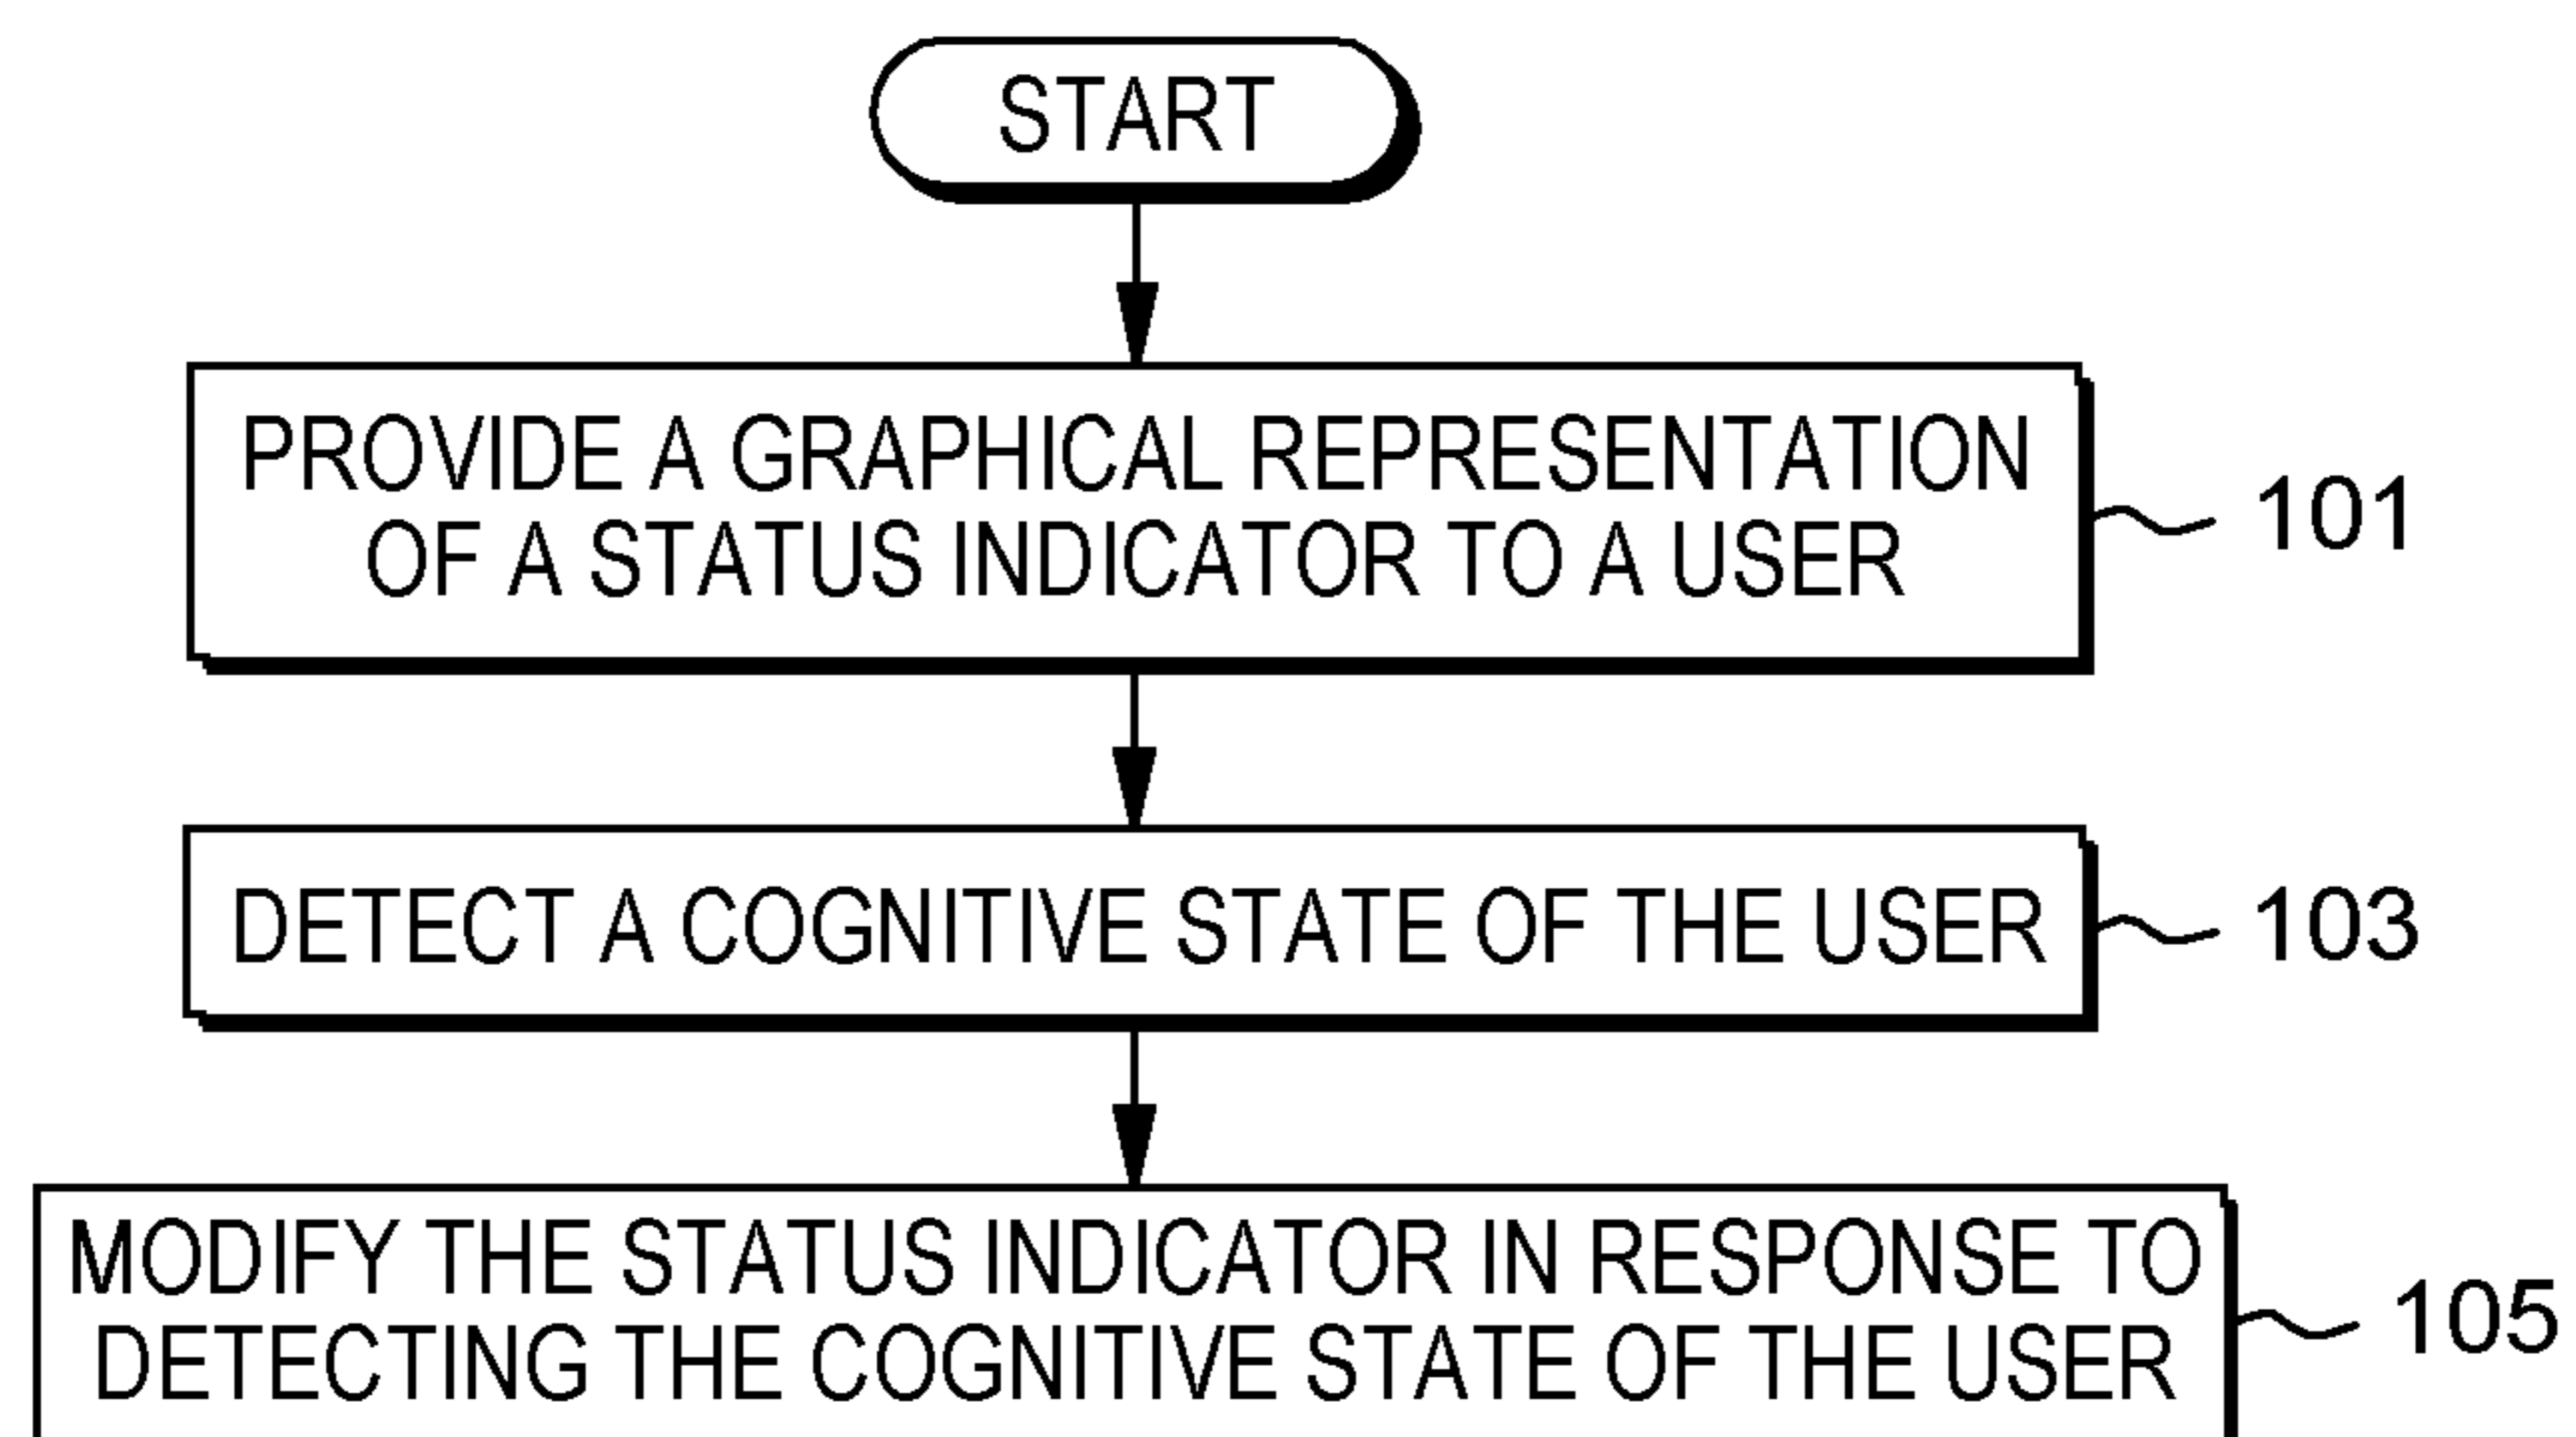 START
PROVIDE A GRAPHICAL REPRESENTATION
OF A STATUS INDICATOR TO A USER
101
DETECT A COGNITIVE STATE OF THE USER
103
MODIFY THE STATUS INDICATOR IN RESPONSE TO
DETECTING THE COGNITIVE STATE OF THE USER
105